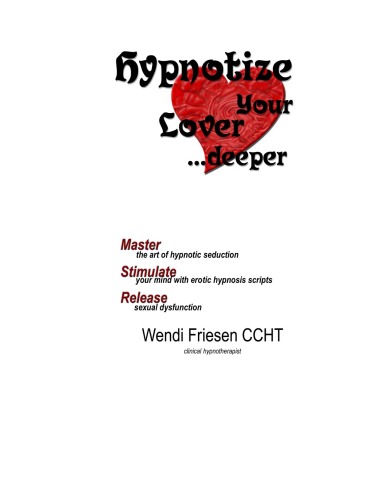 Hypnotize
Your
Lover
...deeper
Master
the art of hypnotic seduction
Stimulate
your mind with erotic hypnosis scripts
Release
sexual dysfunction
Wendi Friesen CCHT
clinical hypnotherapist